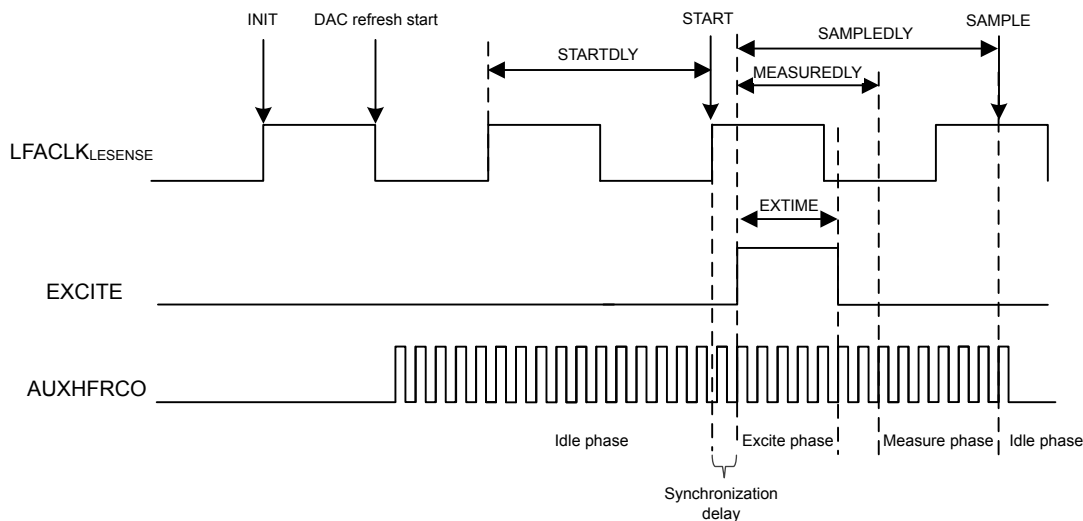 INIT
DAC refresh start
START
SAMPLE
SAMPLEDLY
STARTDLY
MEASUREDLY
LFACLKLESENSE
EXTIME
EXCITE
AUXHFRCO
Idle phase
Excite phase
Measure phase
Idle phase
Synchronization
delay